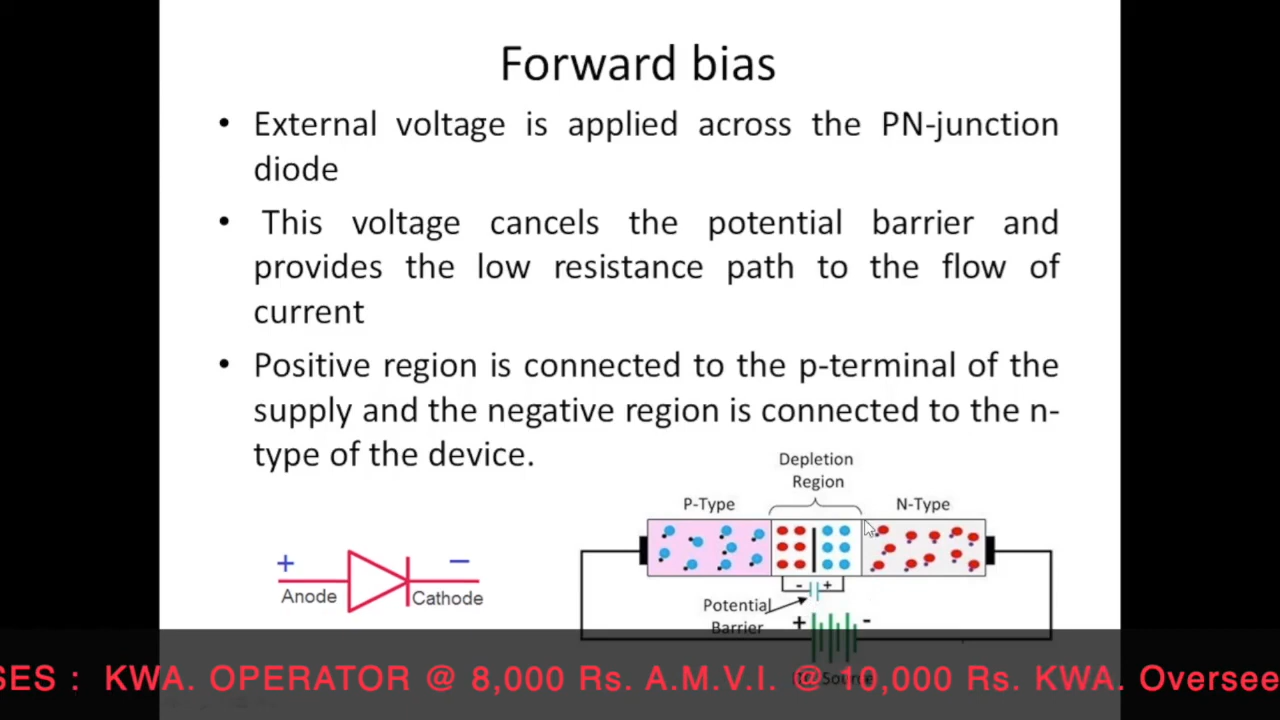 Forward bias
• External voltage is applied across the PN-junction
diode
• This voltage cancels the potential barrier and
provides the low resistance path to the flow of
current
• Positive region is connected to the p-terminal of the
supply and the negative region is connected to the n-
type of the device.
Depletion
Region
P-Type
N-Type
+ −
Anode
Cathode
- +
Potential
Barrier
+ -
Source
SES : KWA. OPERATOR @ 8,000 Rs. A.M.V.I. @ 10,000 Rs. KWA. Oversee